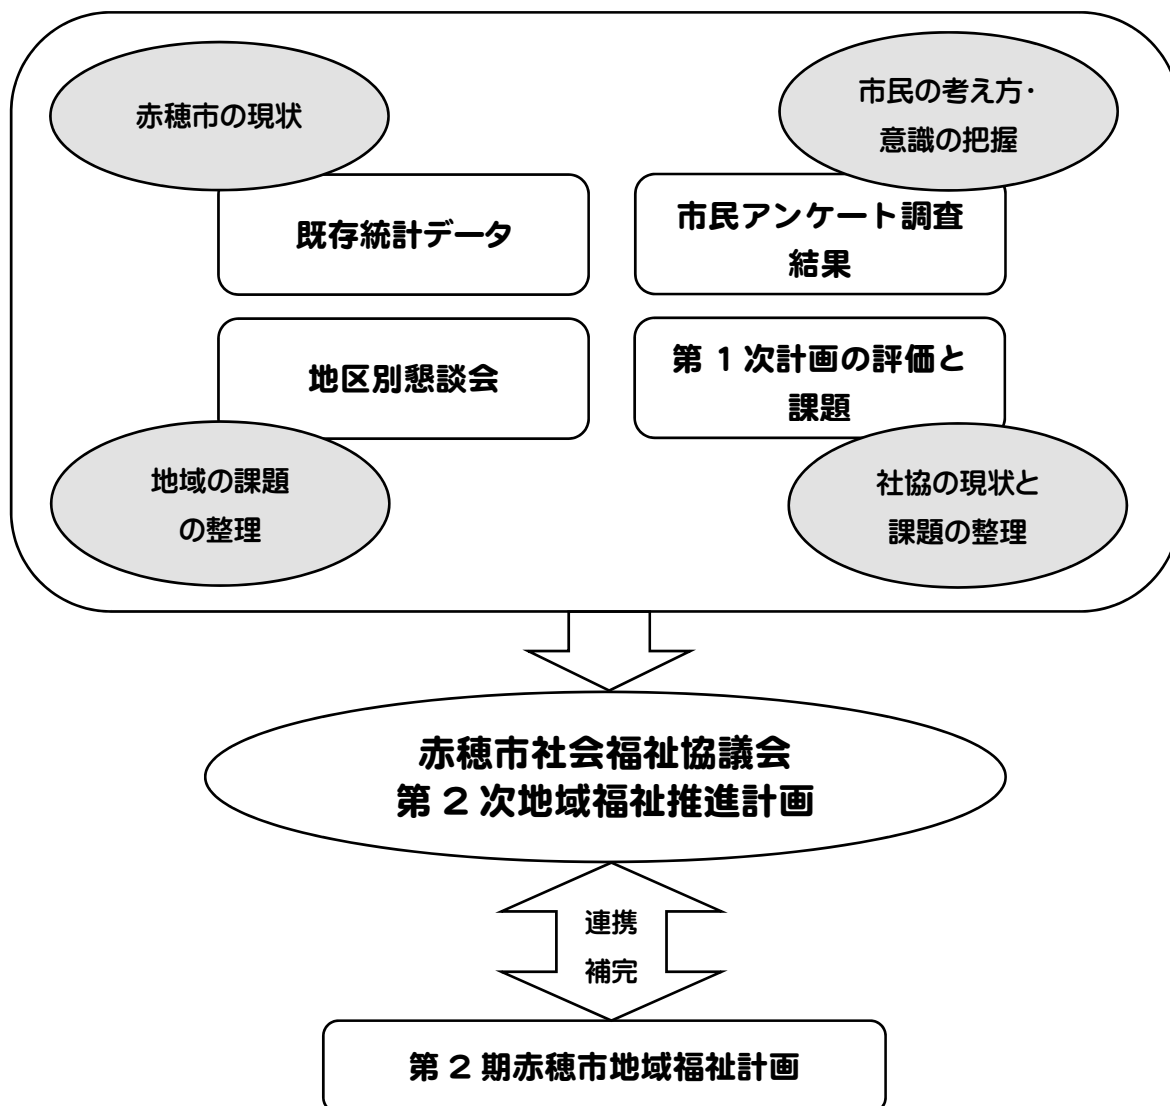 赤穂市の現状
市民の考え方・
意識の把握
既存統計データ
市民アンケート調査
結果
地区別懇談会
第 1 次計画の評価と
課題
地域の課題
の整理
社協の現状と
課題の整理
赤穂市社会福祉協議会
第 2 次地域福祉推進計画
連携
補完
第 2 期赤穂市地域福祉計画